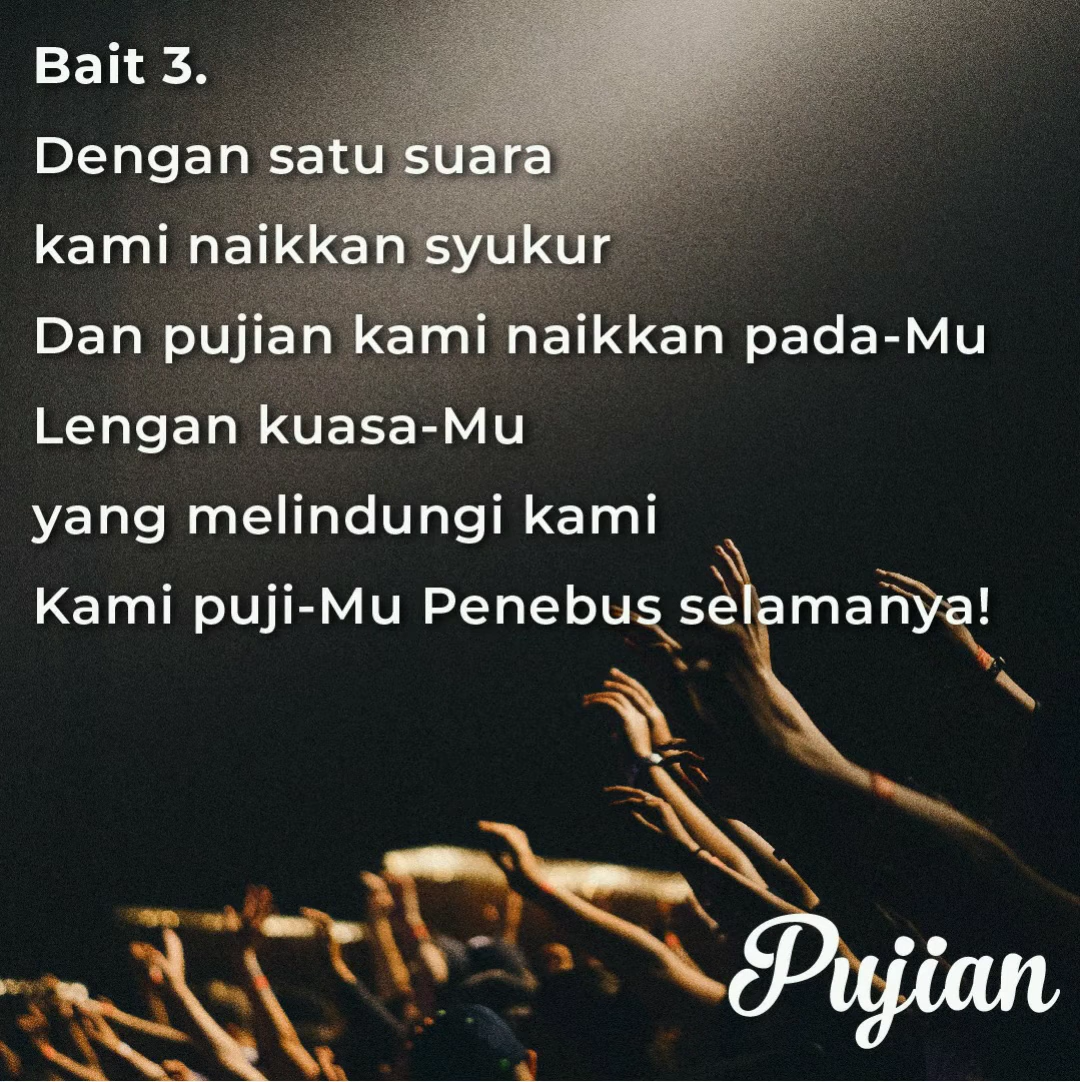 Bait 3.
Dengan satu suara
kami naikkan syukur
Dan pujian kami naikkan pada-Mu
Lengan kuasa-Mu
yang melindungi kami
Kami puji-Mu Penebus selamanya!
Pujian